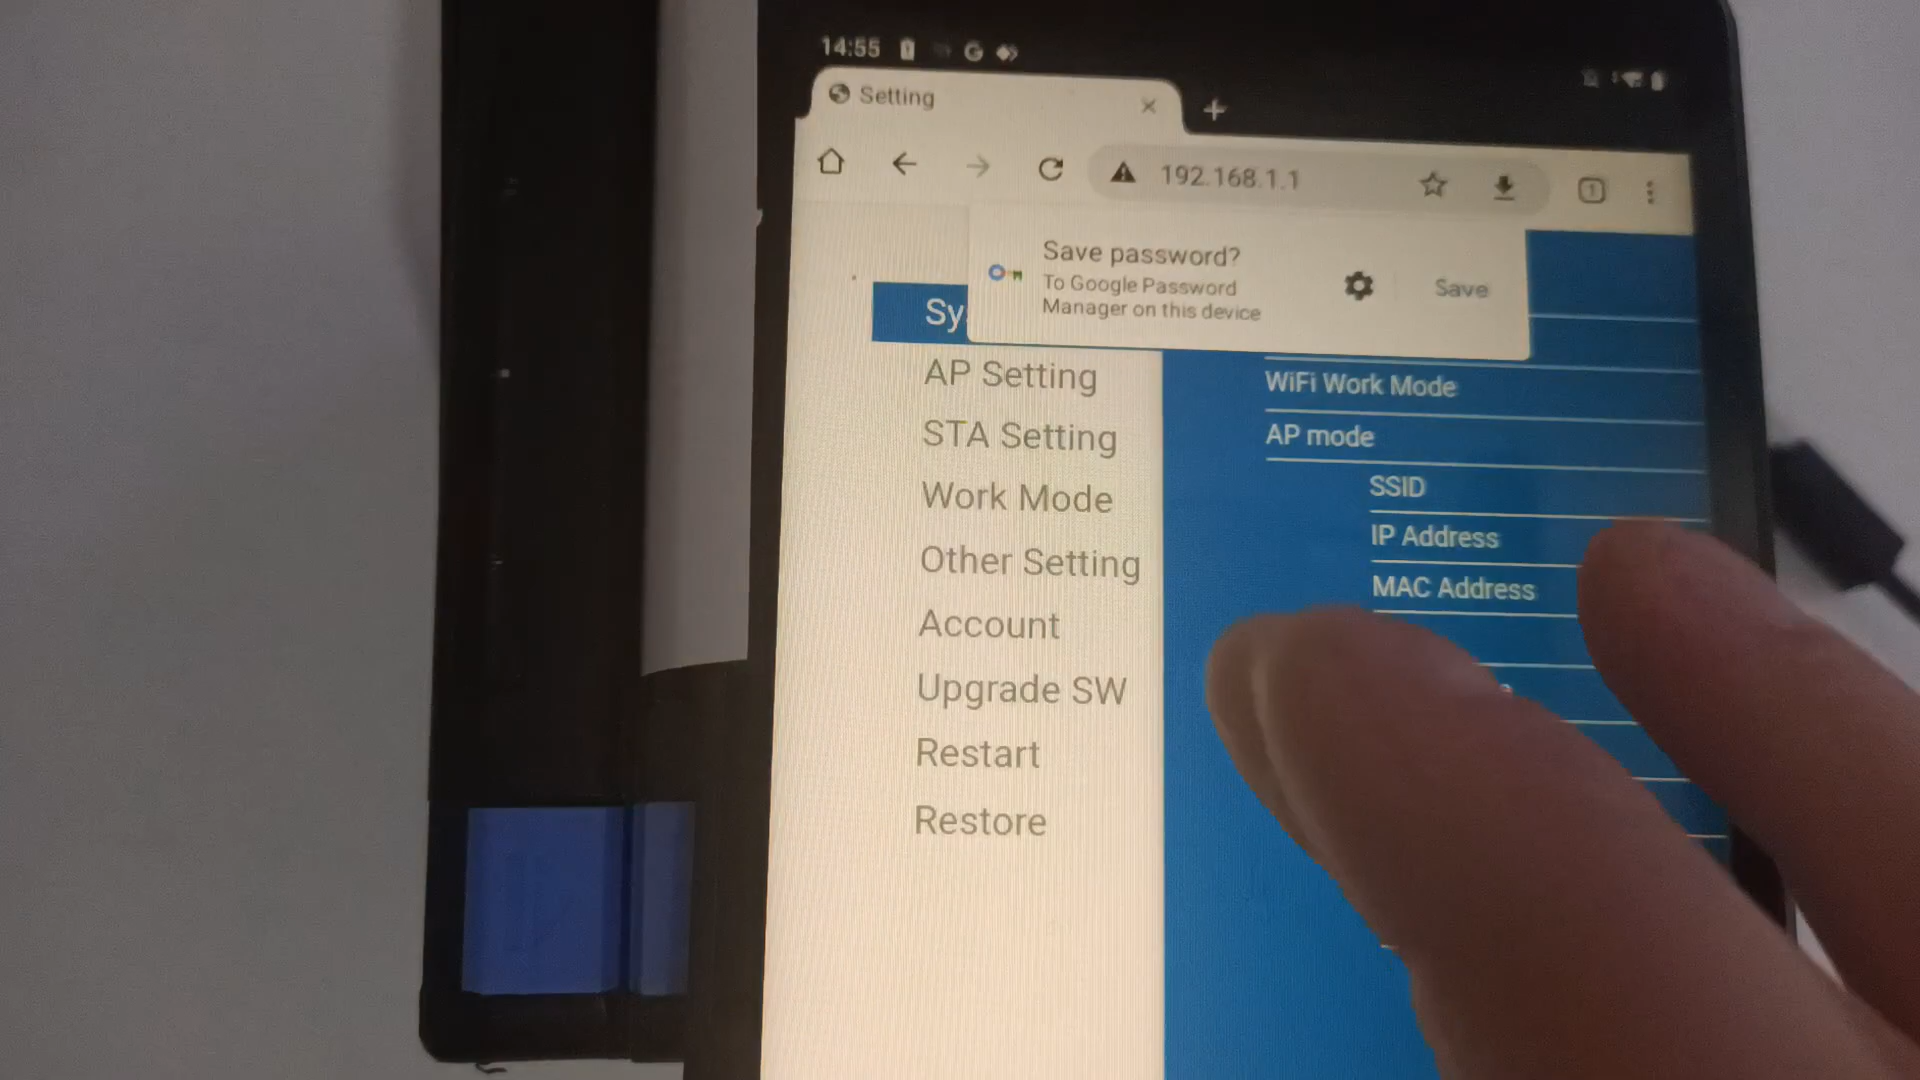 14:55
Setting
192.168.1.1
Save password?
To Google Password
Manager on this device
Save
AP Setting
STA Setting
Work Mode
Other Setting
Account
Upgrade SW
Restart
Restore
WiFi Work Mode
AP mode
SSID
IP Address
MAC Address